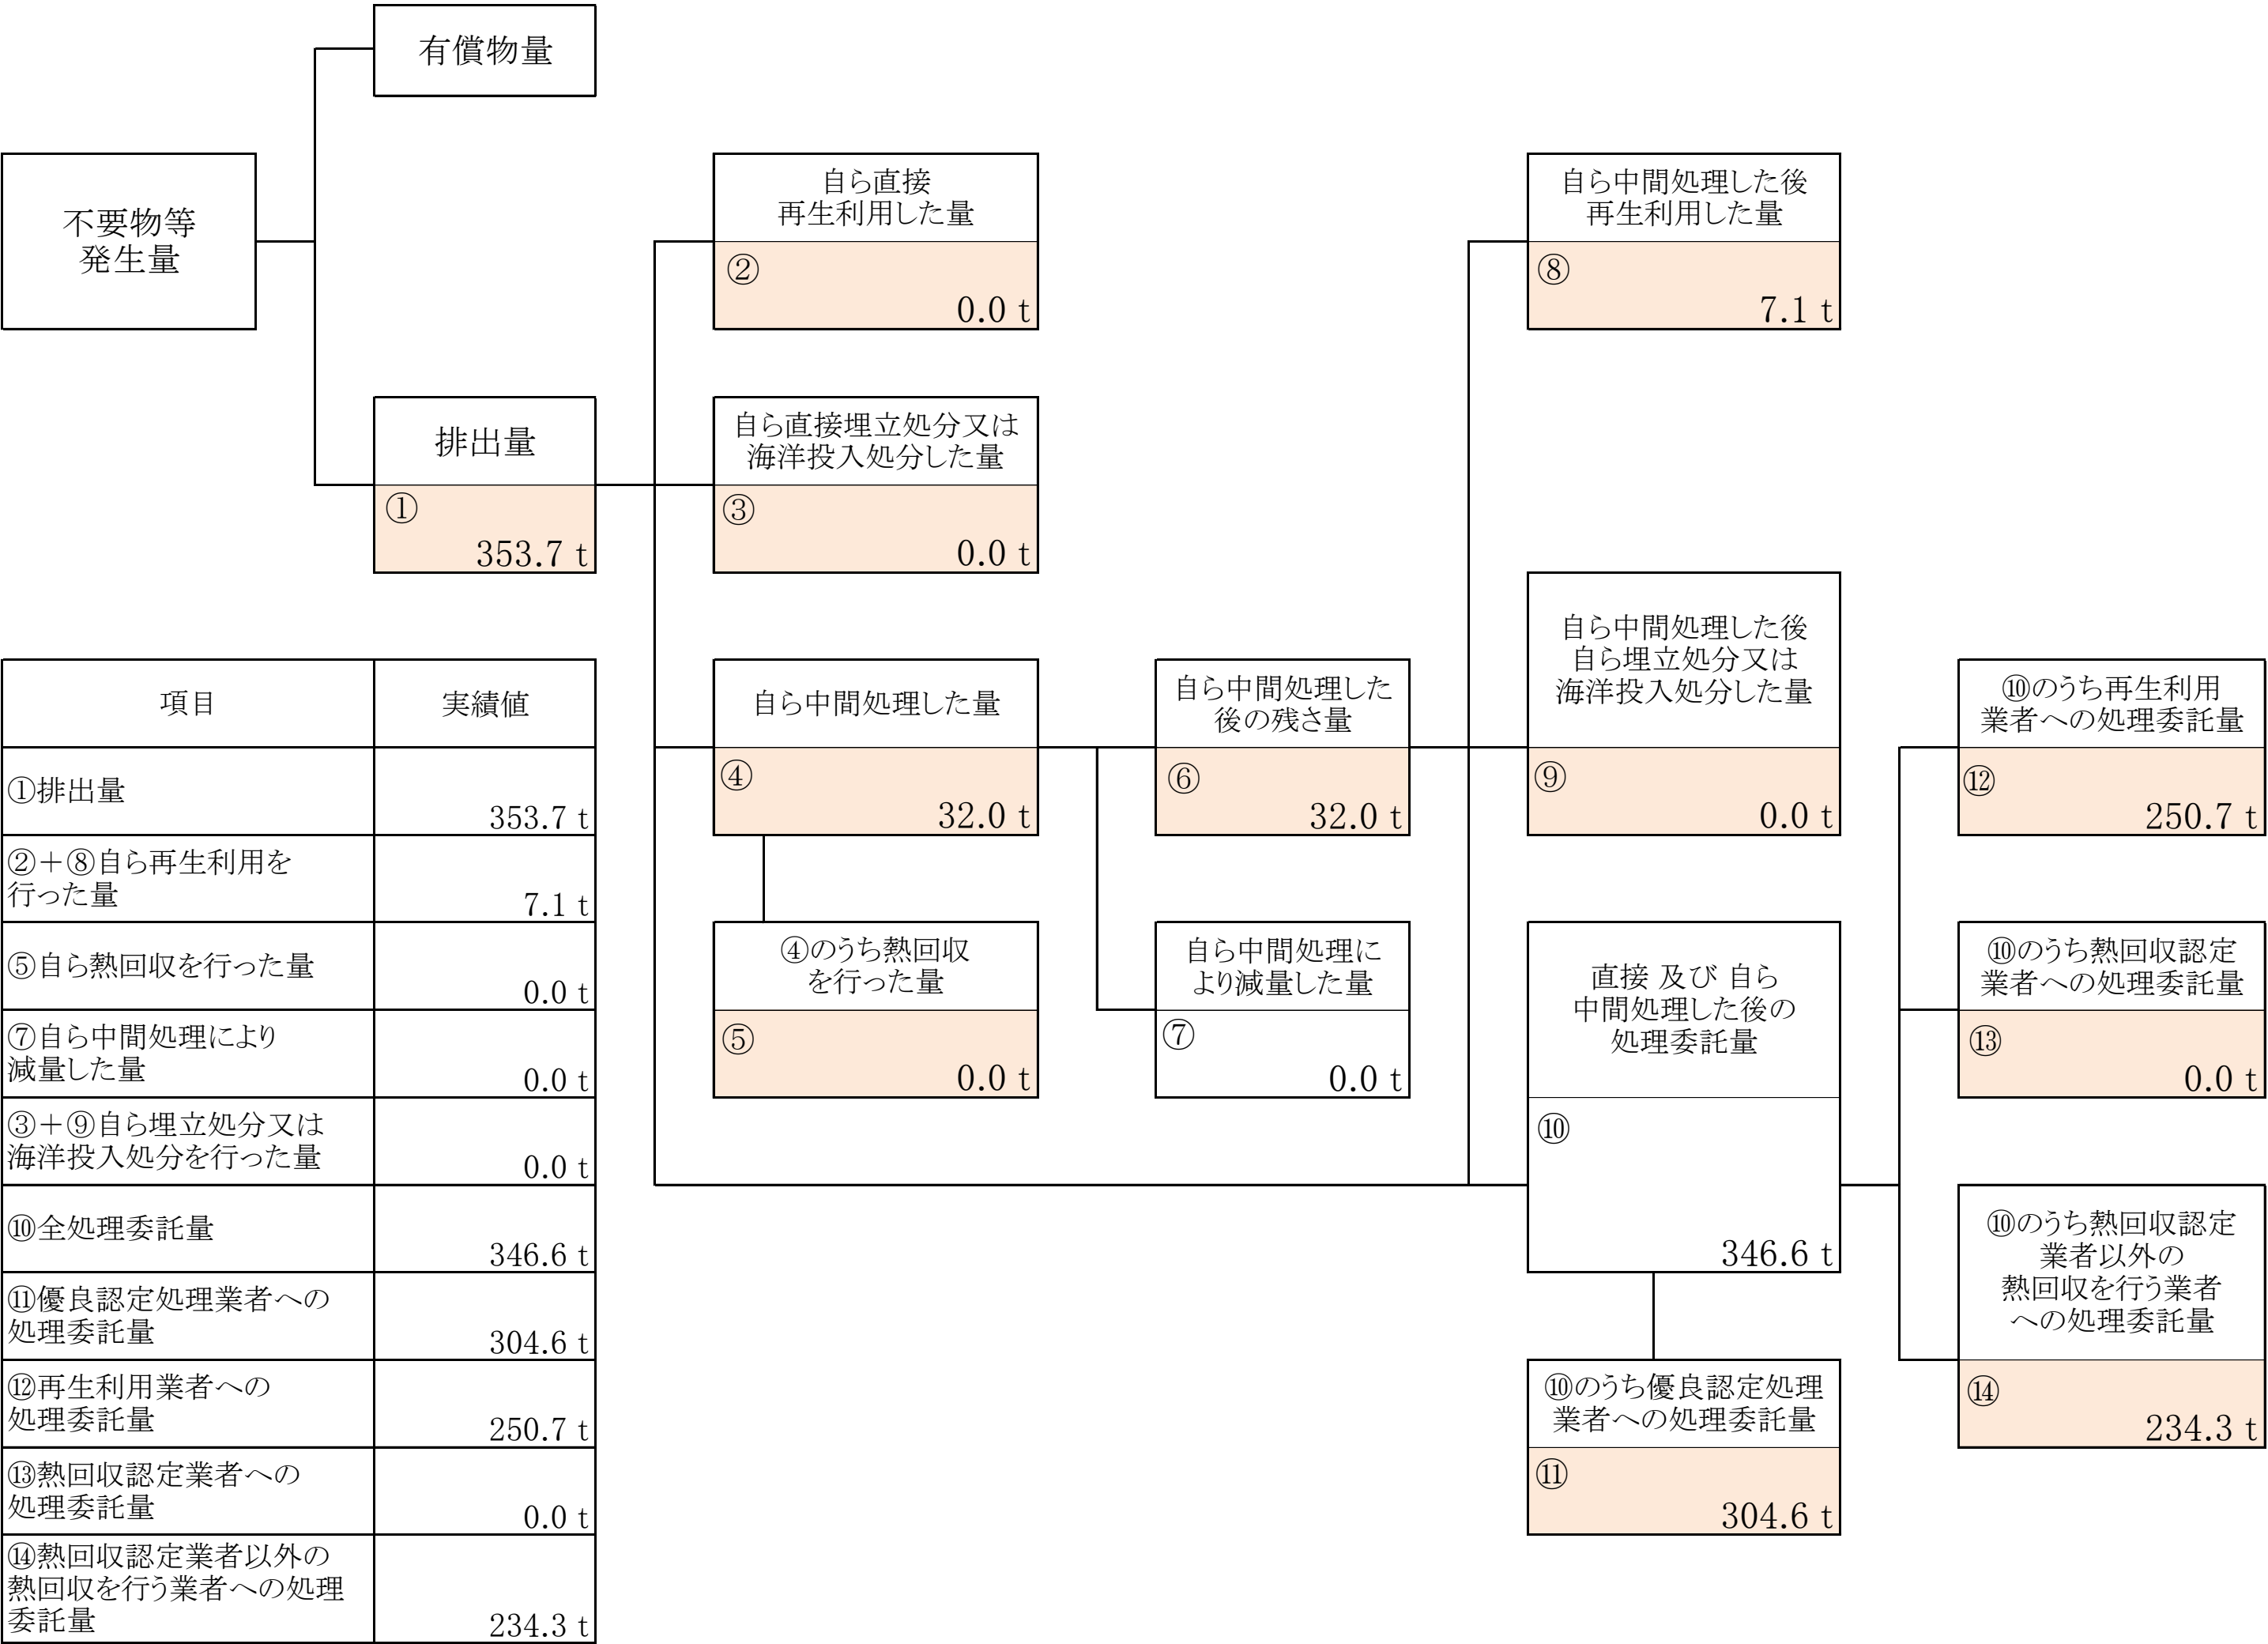 有償物量
不要物等
発生量
自ら直接
再生利用した量
②
0.0 t
自ら中間処理した後
再生利用した量
⑧
7.1 t
排出量
①
353.7 t
自ら直接埋立処分又は
海洋投入処分した量
③
0.0 t
自ら中間処理した量
④
32.0 t
自ら中間処理した
後の残さ量
⑥
32.0 t
自ら中間処理した後
自ら埋立処分又は
海洋投入処分した量
⑨
0.0 t
⑩のうち再生利用
業者への処理委託量
⑫
250.7 t
④のうち熱回収
を行った量
⑤
0.0 t
自ら中間処理に
より減量した量
⑦
0.0 t
直接 及び 自ら
中間処理した後の
処理委託量
⑩
346.6 t
⑩のうち熱回収認定
業者への処理委託量
⑬
0.0 t
⑩のうち熱回収認定
業者以外の
熱回収を行う業者
への処理委託量
⑭
234.3 t
⑩のうち優良認定処理
業者への処理委託量
⑪
304.6 t
項目
実績値
①排出量
353.7 t
②＋⑧自ら再生利用を
行った量
7.1 t
⑤自ら熱回収を行った量
0.0 t
⑦自ら中間処理により
減量した量
0.0 t
③＋⑨自ら埋立処分又は
海洋投入処分を行った量
0.0 t
⑩全処理委託量
346.6 t
⑪優良認定処理業者への
処理委託量
304.6 t
⑫再生利用業者への
処理委託量
250.7 t
⑬熱回収認定業者への
処理委託量
0.0 t
⑭熱回収認定業者以外の
熱回収を行う業者への処理
委託量
234.3 t